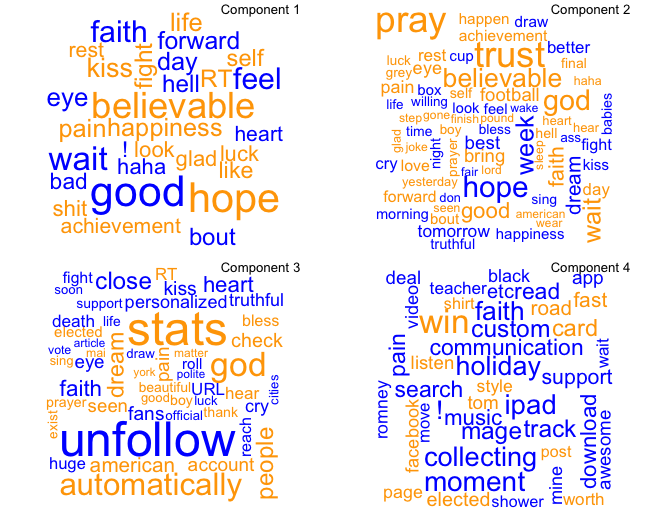 Component 1
life
faith
forward
rest
fight
day
self
kiss
hell
RT
feel
eye
believable
pain
happiness
heart
wait
!
look
glad
luck
haha
like
bad
good
hope
shit
achievement
bout
Component 2
pray
happen
draw
achievement
luck
rest
cup
trust
better
grey
eye
final
believable
haha
pain
box
self
football
god
life
willing
look
feel
wake
babies
step
gone
finish
pound
heart
hear
time
boy
bless
week
hell
ass
fight
glad
joke
night
prayer
best
sleep
faith
cry
love
bring
fair
lord
kiss
yesterday
hope
dream
day
forward
don
sing
wait
morning
seen
good
american
bout
wear
tomorrow
happiness
truthful
Component 3
fight
close
RT
soon
kiss
heart
support
personalized
truthful
death
life
stats
bless
elected
check
vote
article
mai
dream
draw
pain
matter
sing
eye
roll
god
york
polite
faith
beautiful
URL
hear
cities
prayer
seen
good
boy
luck
cry
exist
fans
official
thank
unfollow
reach
people
huge
american
account
automatically
Component 4
deal
black
app
video
teacher
etc
read
shirt
faith
road
fast
win
custom
card
pain
communication
wait
listen
holiday
support
search
style
romney
tom
ipad
facebook
move
!
music
mage
track
download
awesome
collecting
post
moment
mine
page
elected
shower
worth